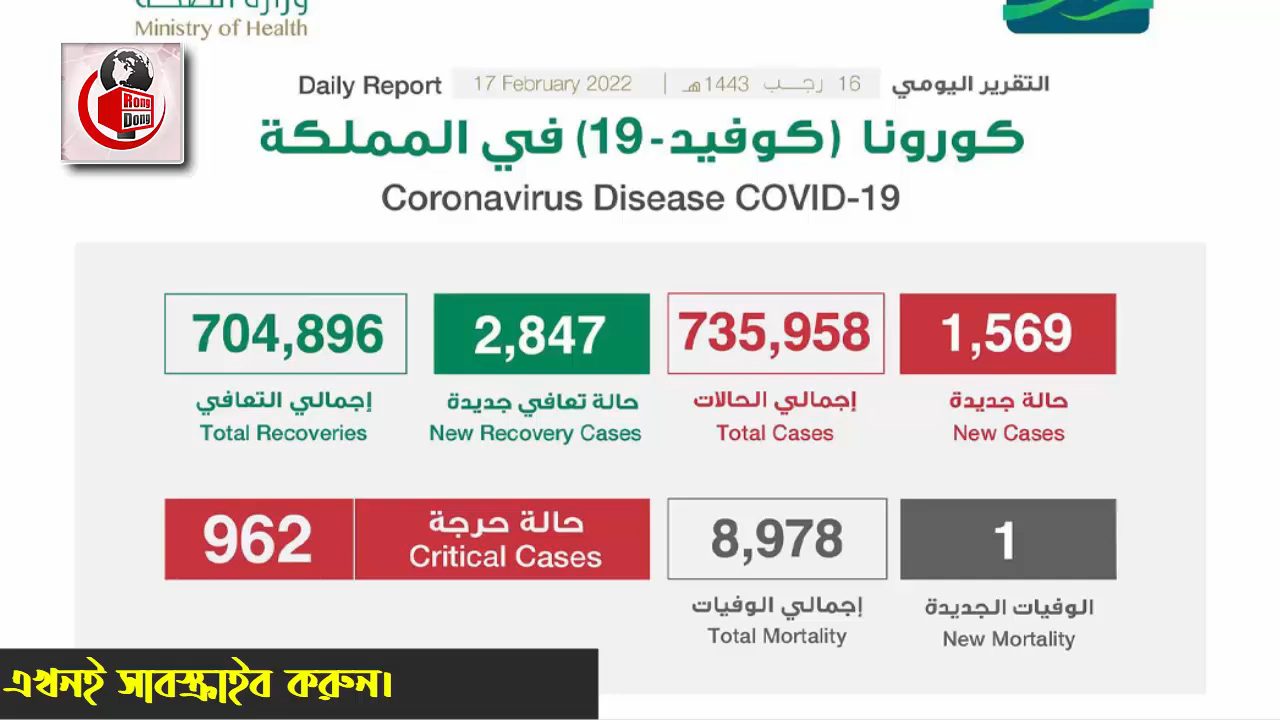 وزارة الصحة
Ministry of Health
Rong
Dong
Daily Report 17 February 2022 | 16 رجب 1443هـ التقرير اليومي
كورونا (كوفيد-19) في المملكة
Coronavirus Disease COVID-19
704,896 2,847 735,958 1,569
إجمالي التعافي حالة تعافي جديدة إجمالي الحالات حالة جديدة
Total Recoveries New Recovery Cases Total Cases New Cases
962 حالة حرجة 8,978 1
Critical Cases
إجمالي الوفيات الوفيات الجديدة
Total Mortality New Mortality
এখনই সাবস্ক্রাইব করুন।